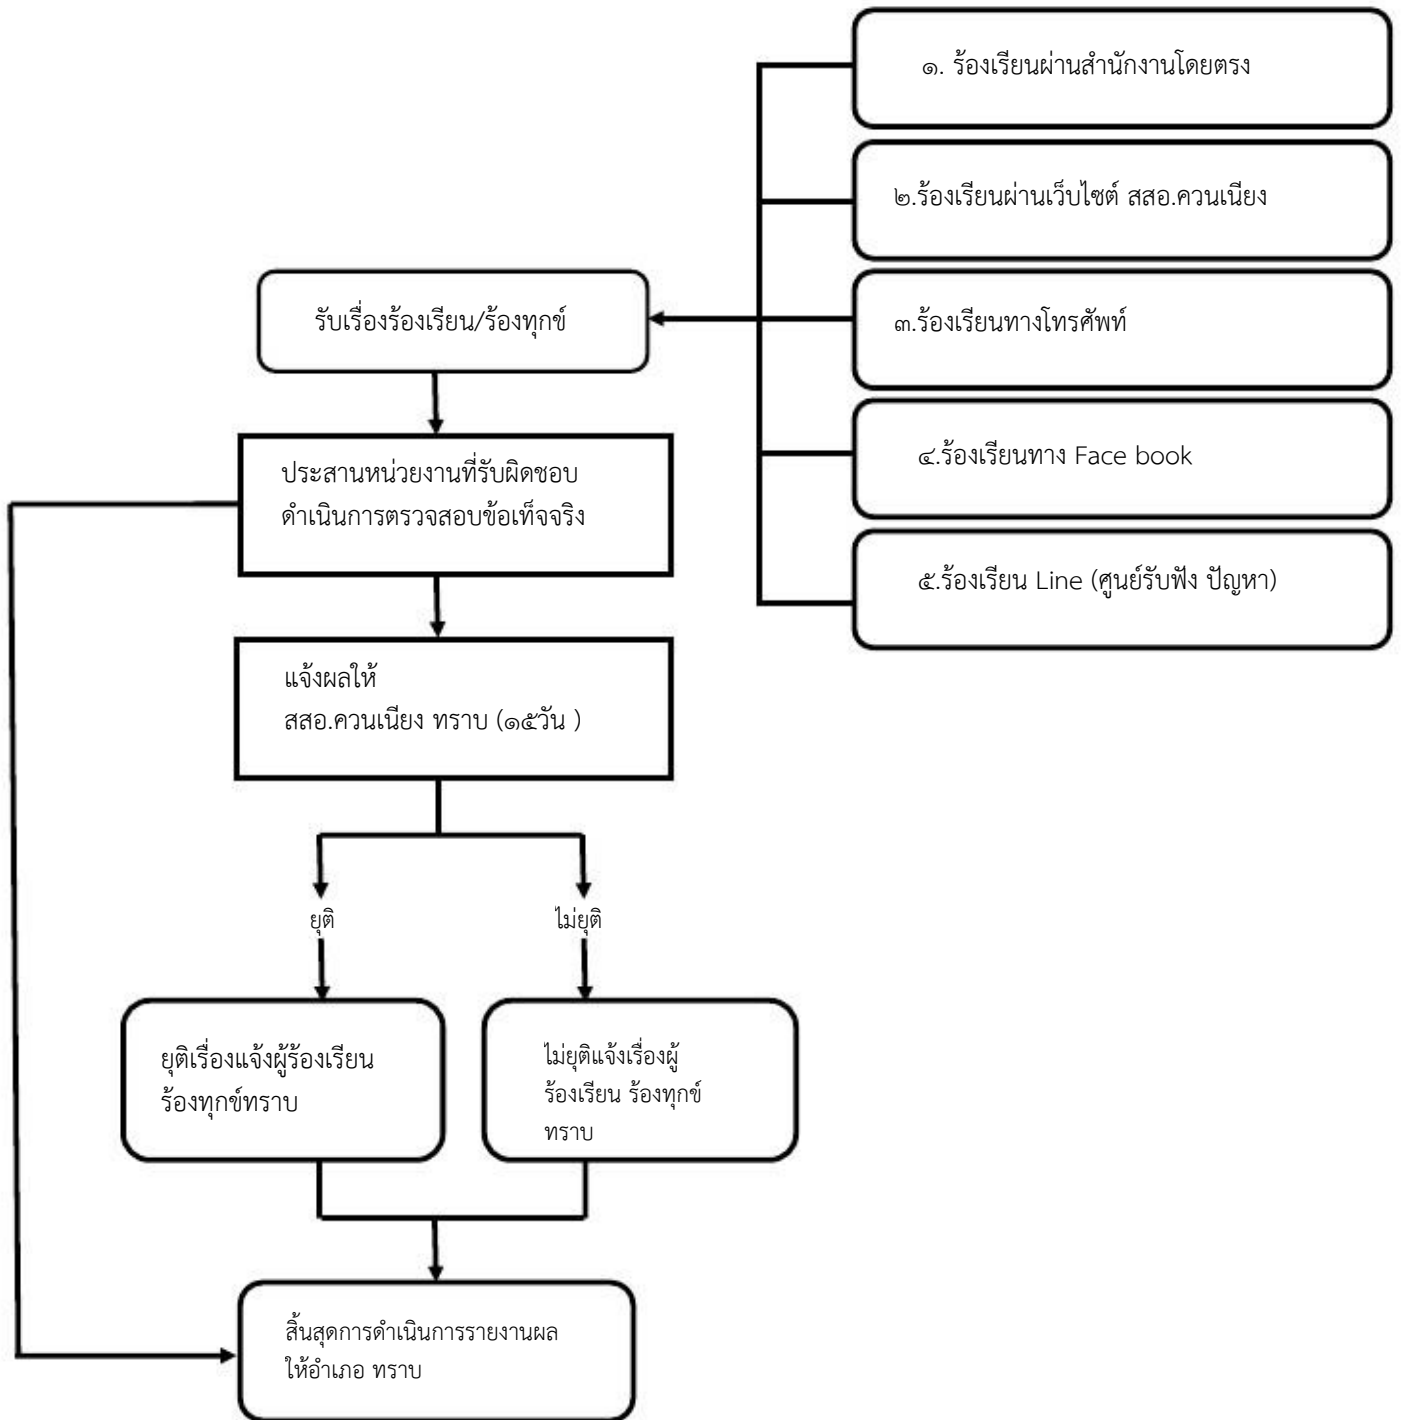 ๑. ร้องเรียนผ่านสำนักงานโดยตรง
๒.ร้องเรียนผ่านเว็บไซต์ สสอ.ควนเนียง
รับเรื่องร้องเรียน/ร้องทุกข์
๓.ร้องเรียนทางโทรศัพท์
๔.ร้องเรียนทาง Face book
ประสานหน่วยงานที่รับผิดชอบ
ดำเนินการตรวจสอบข้อเท็จจริง
๕.ร้องเรียน Line (ศูนย์รับฟัง ปัญหา)
แจ้งผลให้
สสอ.ควนเนียง ทราบ (๑๕วัน )
ยุติ
ไม่ยุติ
ยุติเรื่องแจ้งผู้ร้องเรียน
ร้องทุกข์ทราบ
ไม่ยุติแจ้งเรื่องผู้
ร้องเรียน ร้องทุกข์
ทราบ
สิ้นสุดการดำเนินการรายงานผล
ให้อำเภอ ทราบ